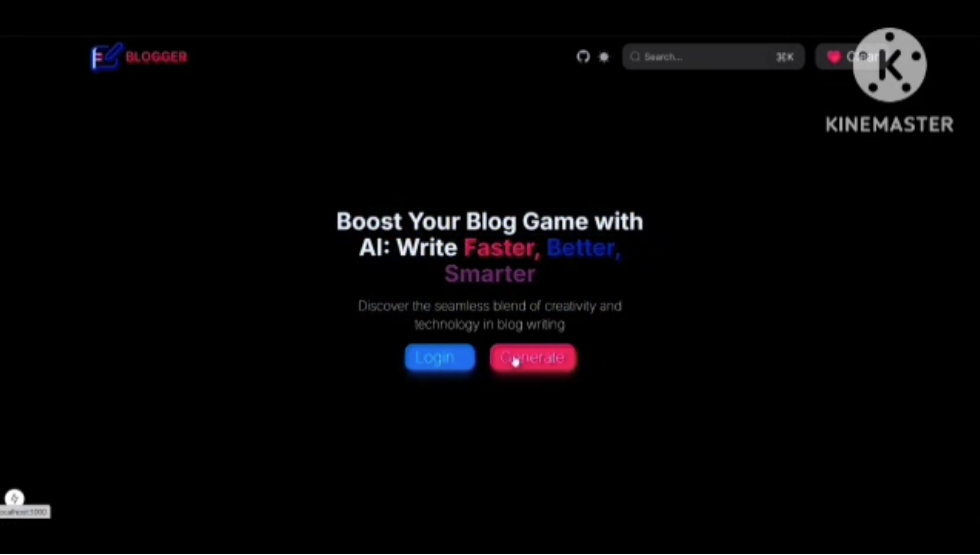 BLOGGER
Search...
⌘K
KINEMASTER
Boost Your Blog Game with
AI: Write Faster, Better,
Smarter
Discover the seamless blend of creativity and
technology in blog writing
Login
Generate
localhost:3000